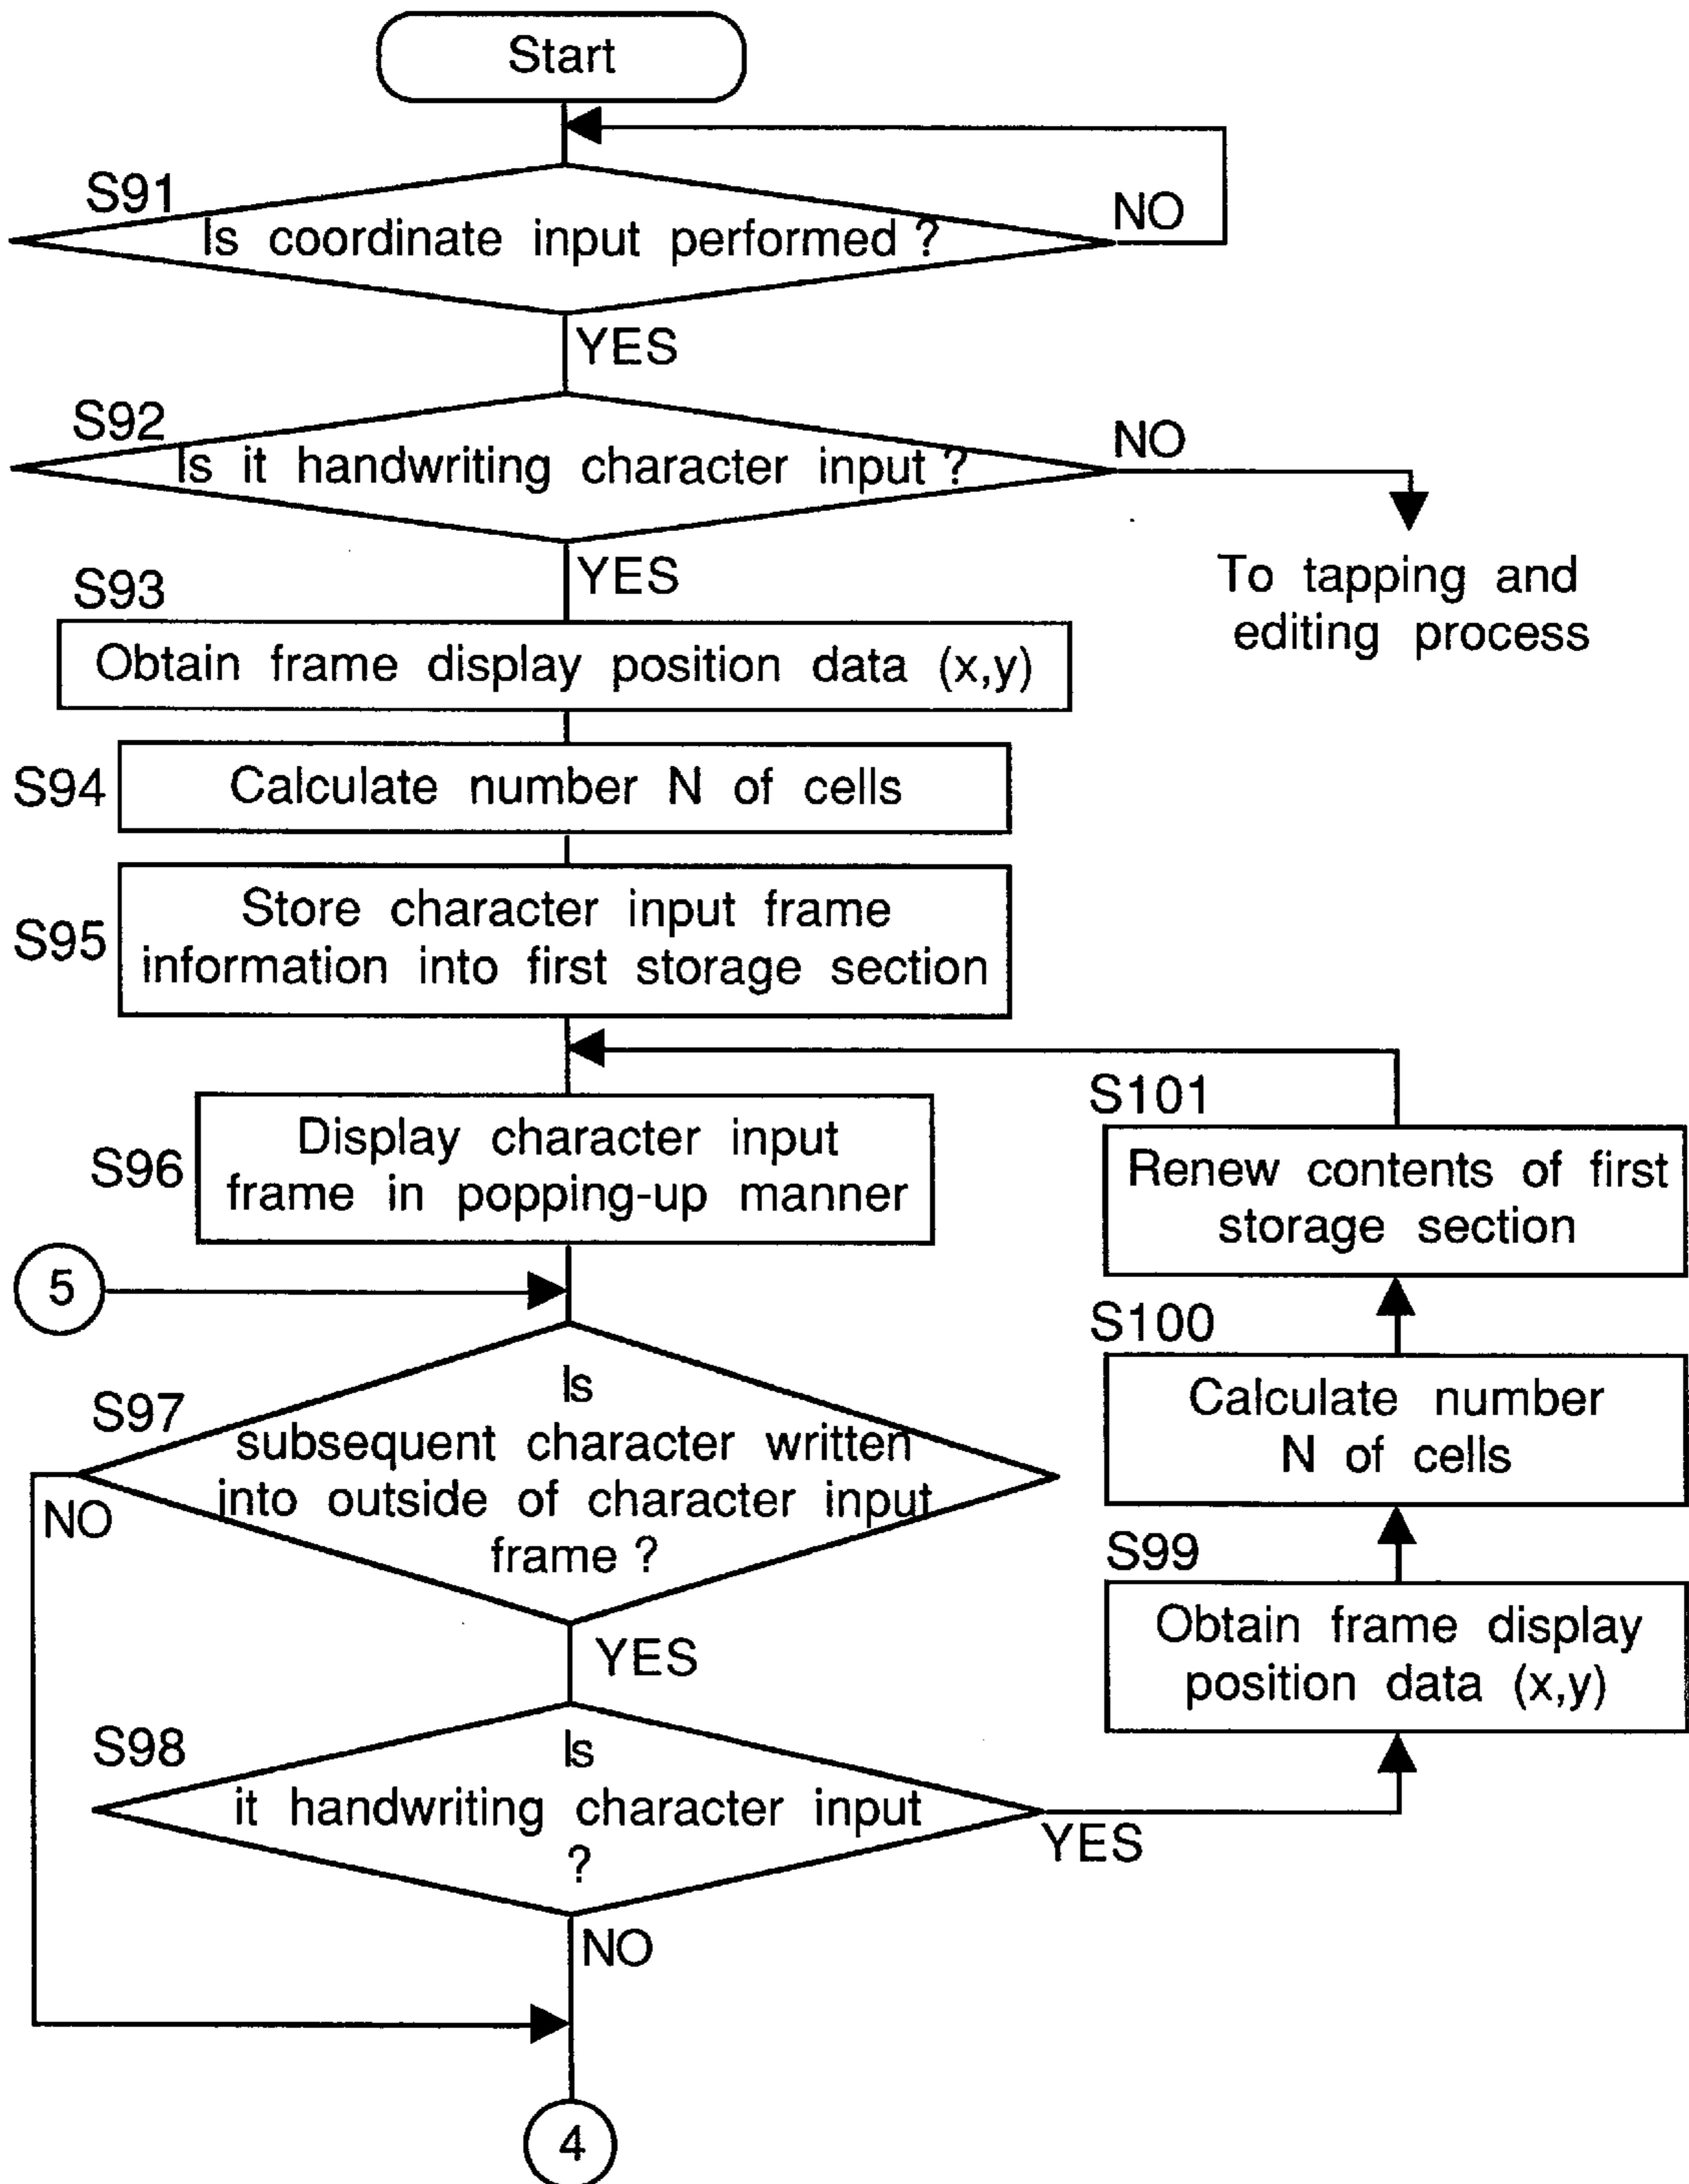 Start
S91
Is coordinate input performed ?
NO
YES
S92
Is it handwriting character input ?
NO
To tapping and
editing process
YES
S93
Obtain frame display position data (x,y)
S94
Calculate number N of cells
S95
Store character input frame
information into first storage section
S96
Display character input
frame in popping-up manner
S101
Renew contents of first
storage section
5
S100
Calculate number
N of cells
S97
Is
subsequent character written
into outside of character input
frame ?
NO
YES
S99
Obtain frame display
position data (x,y)
S98
Is
it handwriting character input
?
YES
NO
4